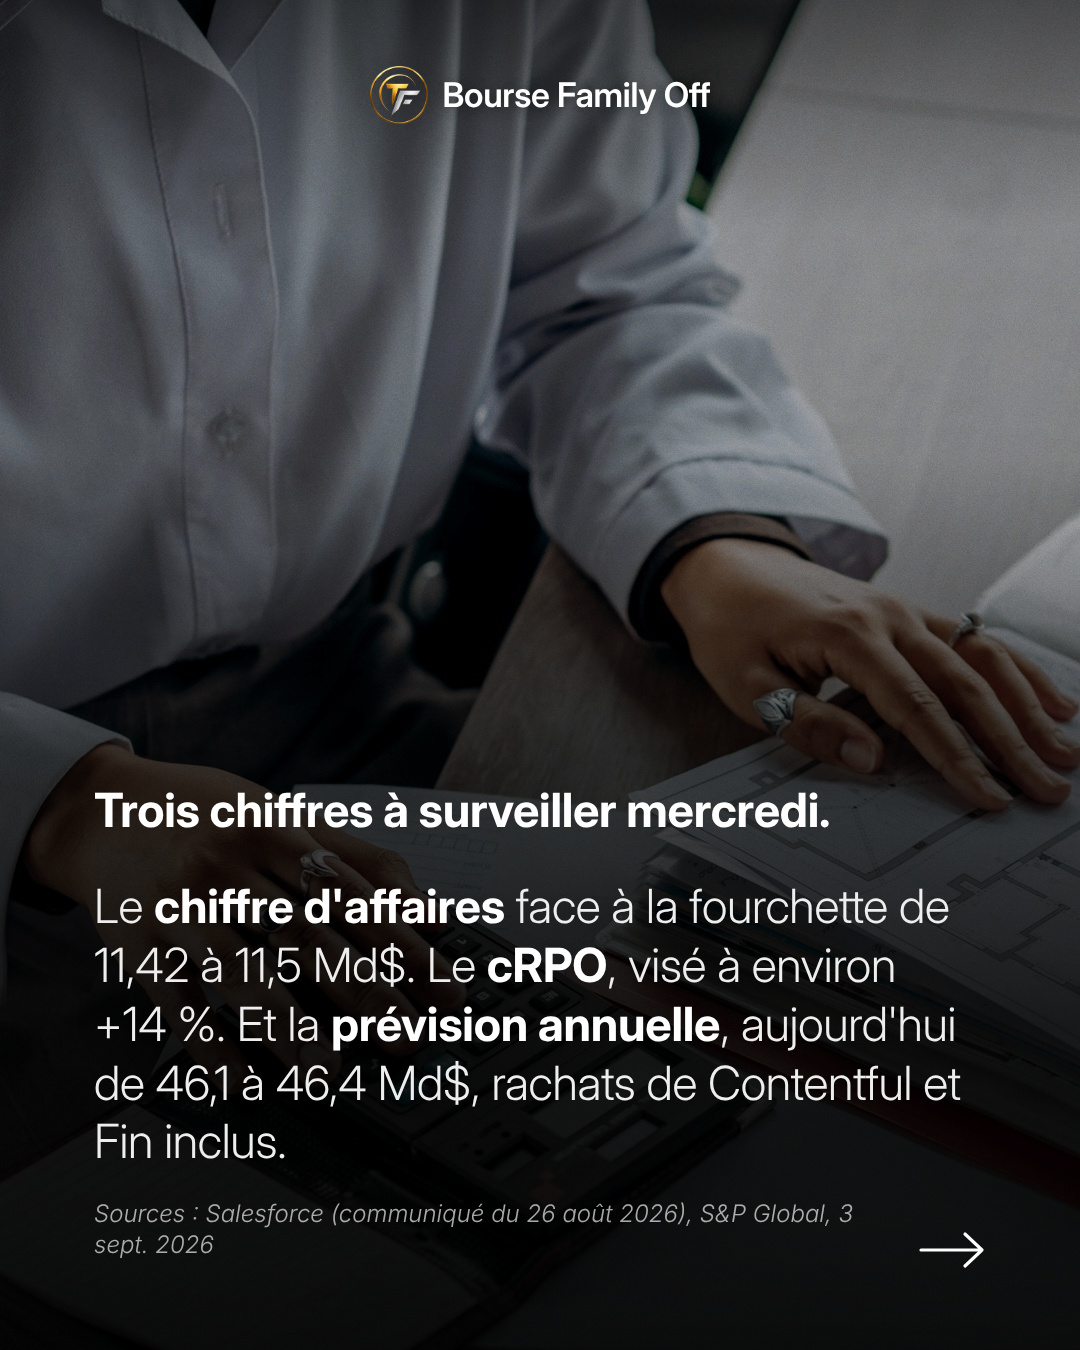 Bourse Family Off
Trois chiffres à surveiller mercredi.
Le chiffre d'affaires face à la fourchette de
11,42 à 11,5 Md$. Le cRPO, visé à environ
+14 %. Et la prévision annuelle, aujourd'hui
de 46,1 à 46,4 Md$, rachats de Contentful et
Fin inclus.
Sources : Salesforce (communiqué du 26 août 2026), S&P Global, 3
sept. 2026